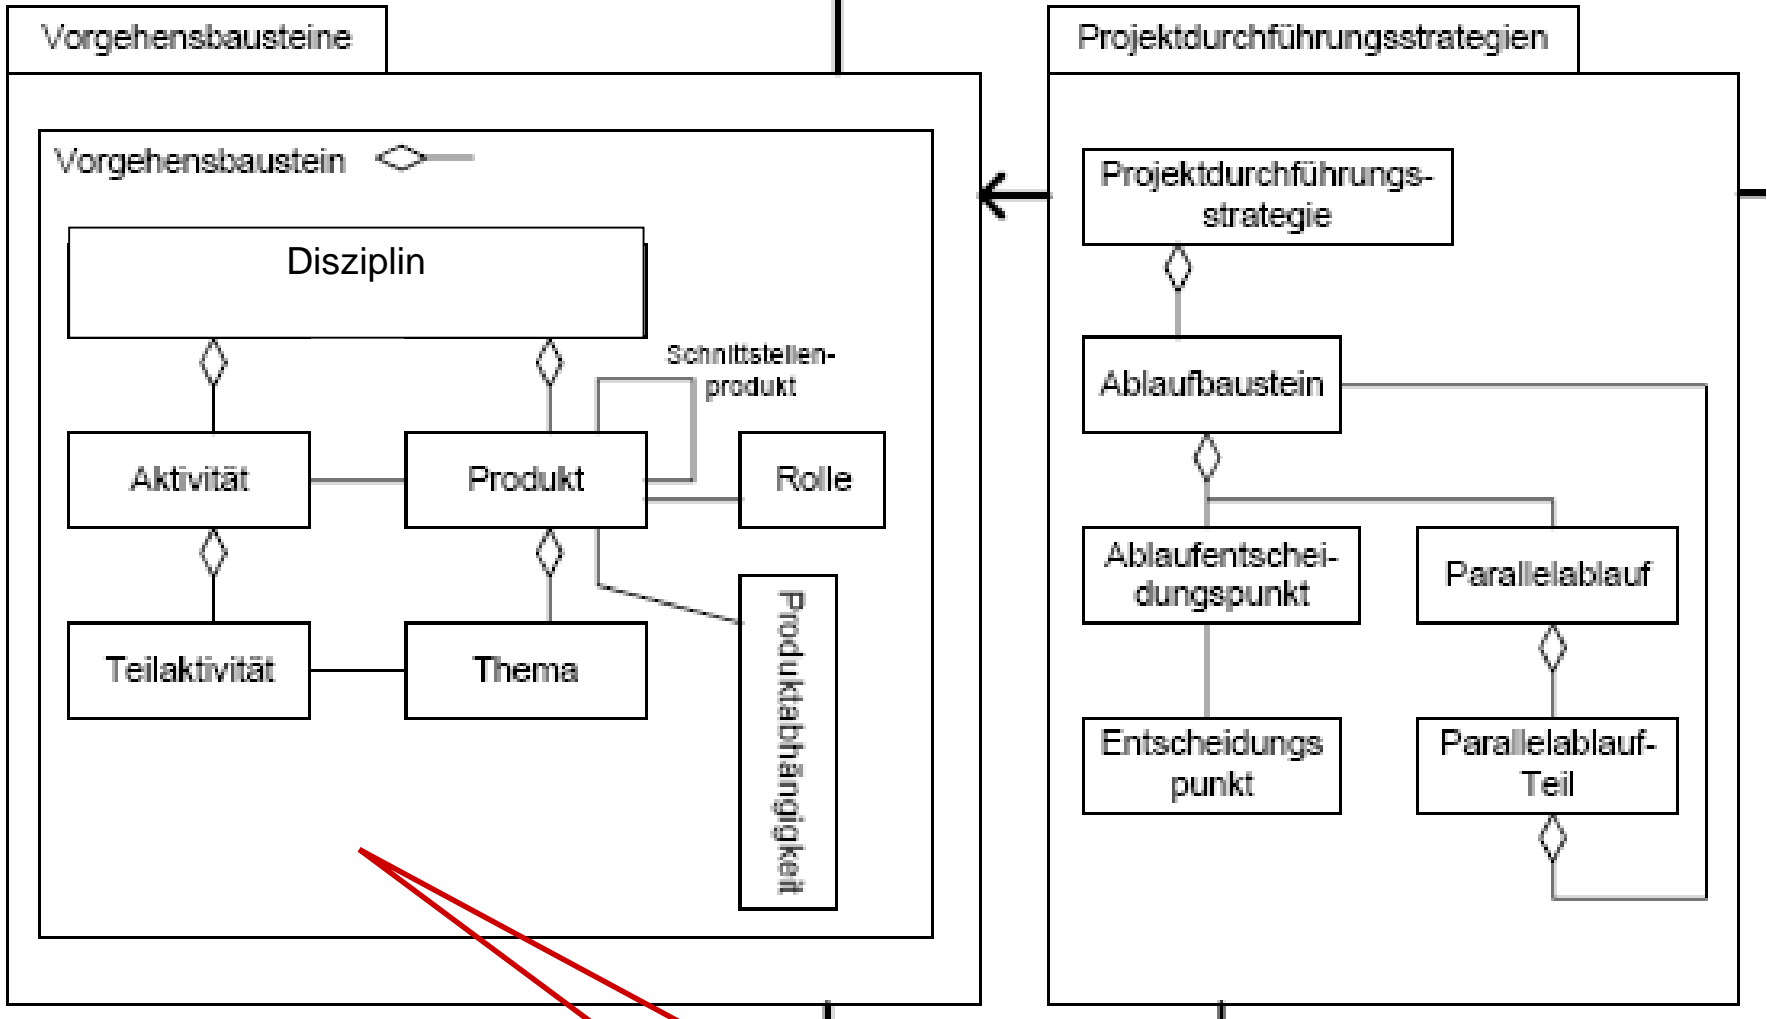 Vorgehensbausteine
Vorgehensbaustein
Disziplin
Schnittstellen-
produkt
Aktivität
Produkt
Rolle
Teilaktivität
Thema
Produktabhängigkeit
Projektdurchführungsstrategien
Projektdurchführungs-
strategie
Ablaufbaustein
Ablaufentschei-
dungspunkt
Parallelablauf
Entscheidungs
punkt
Parallelablauf-
Teil